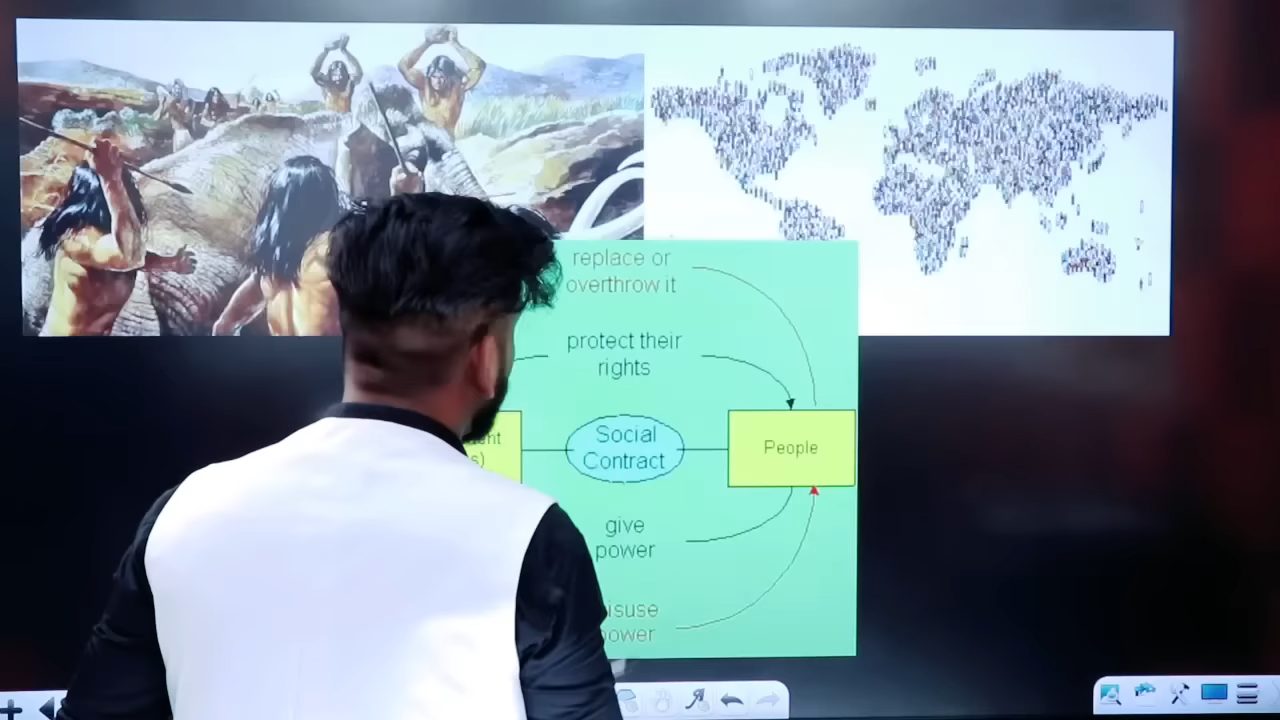 replace or
overthrow it
protect their
rights
Social
Contract
People
give
power
power